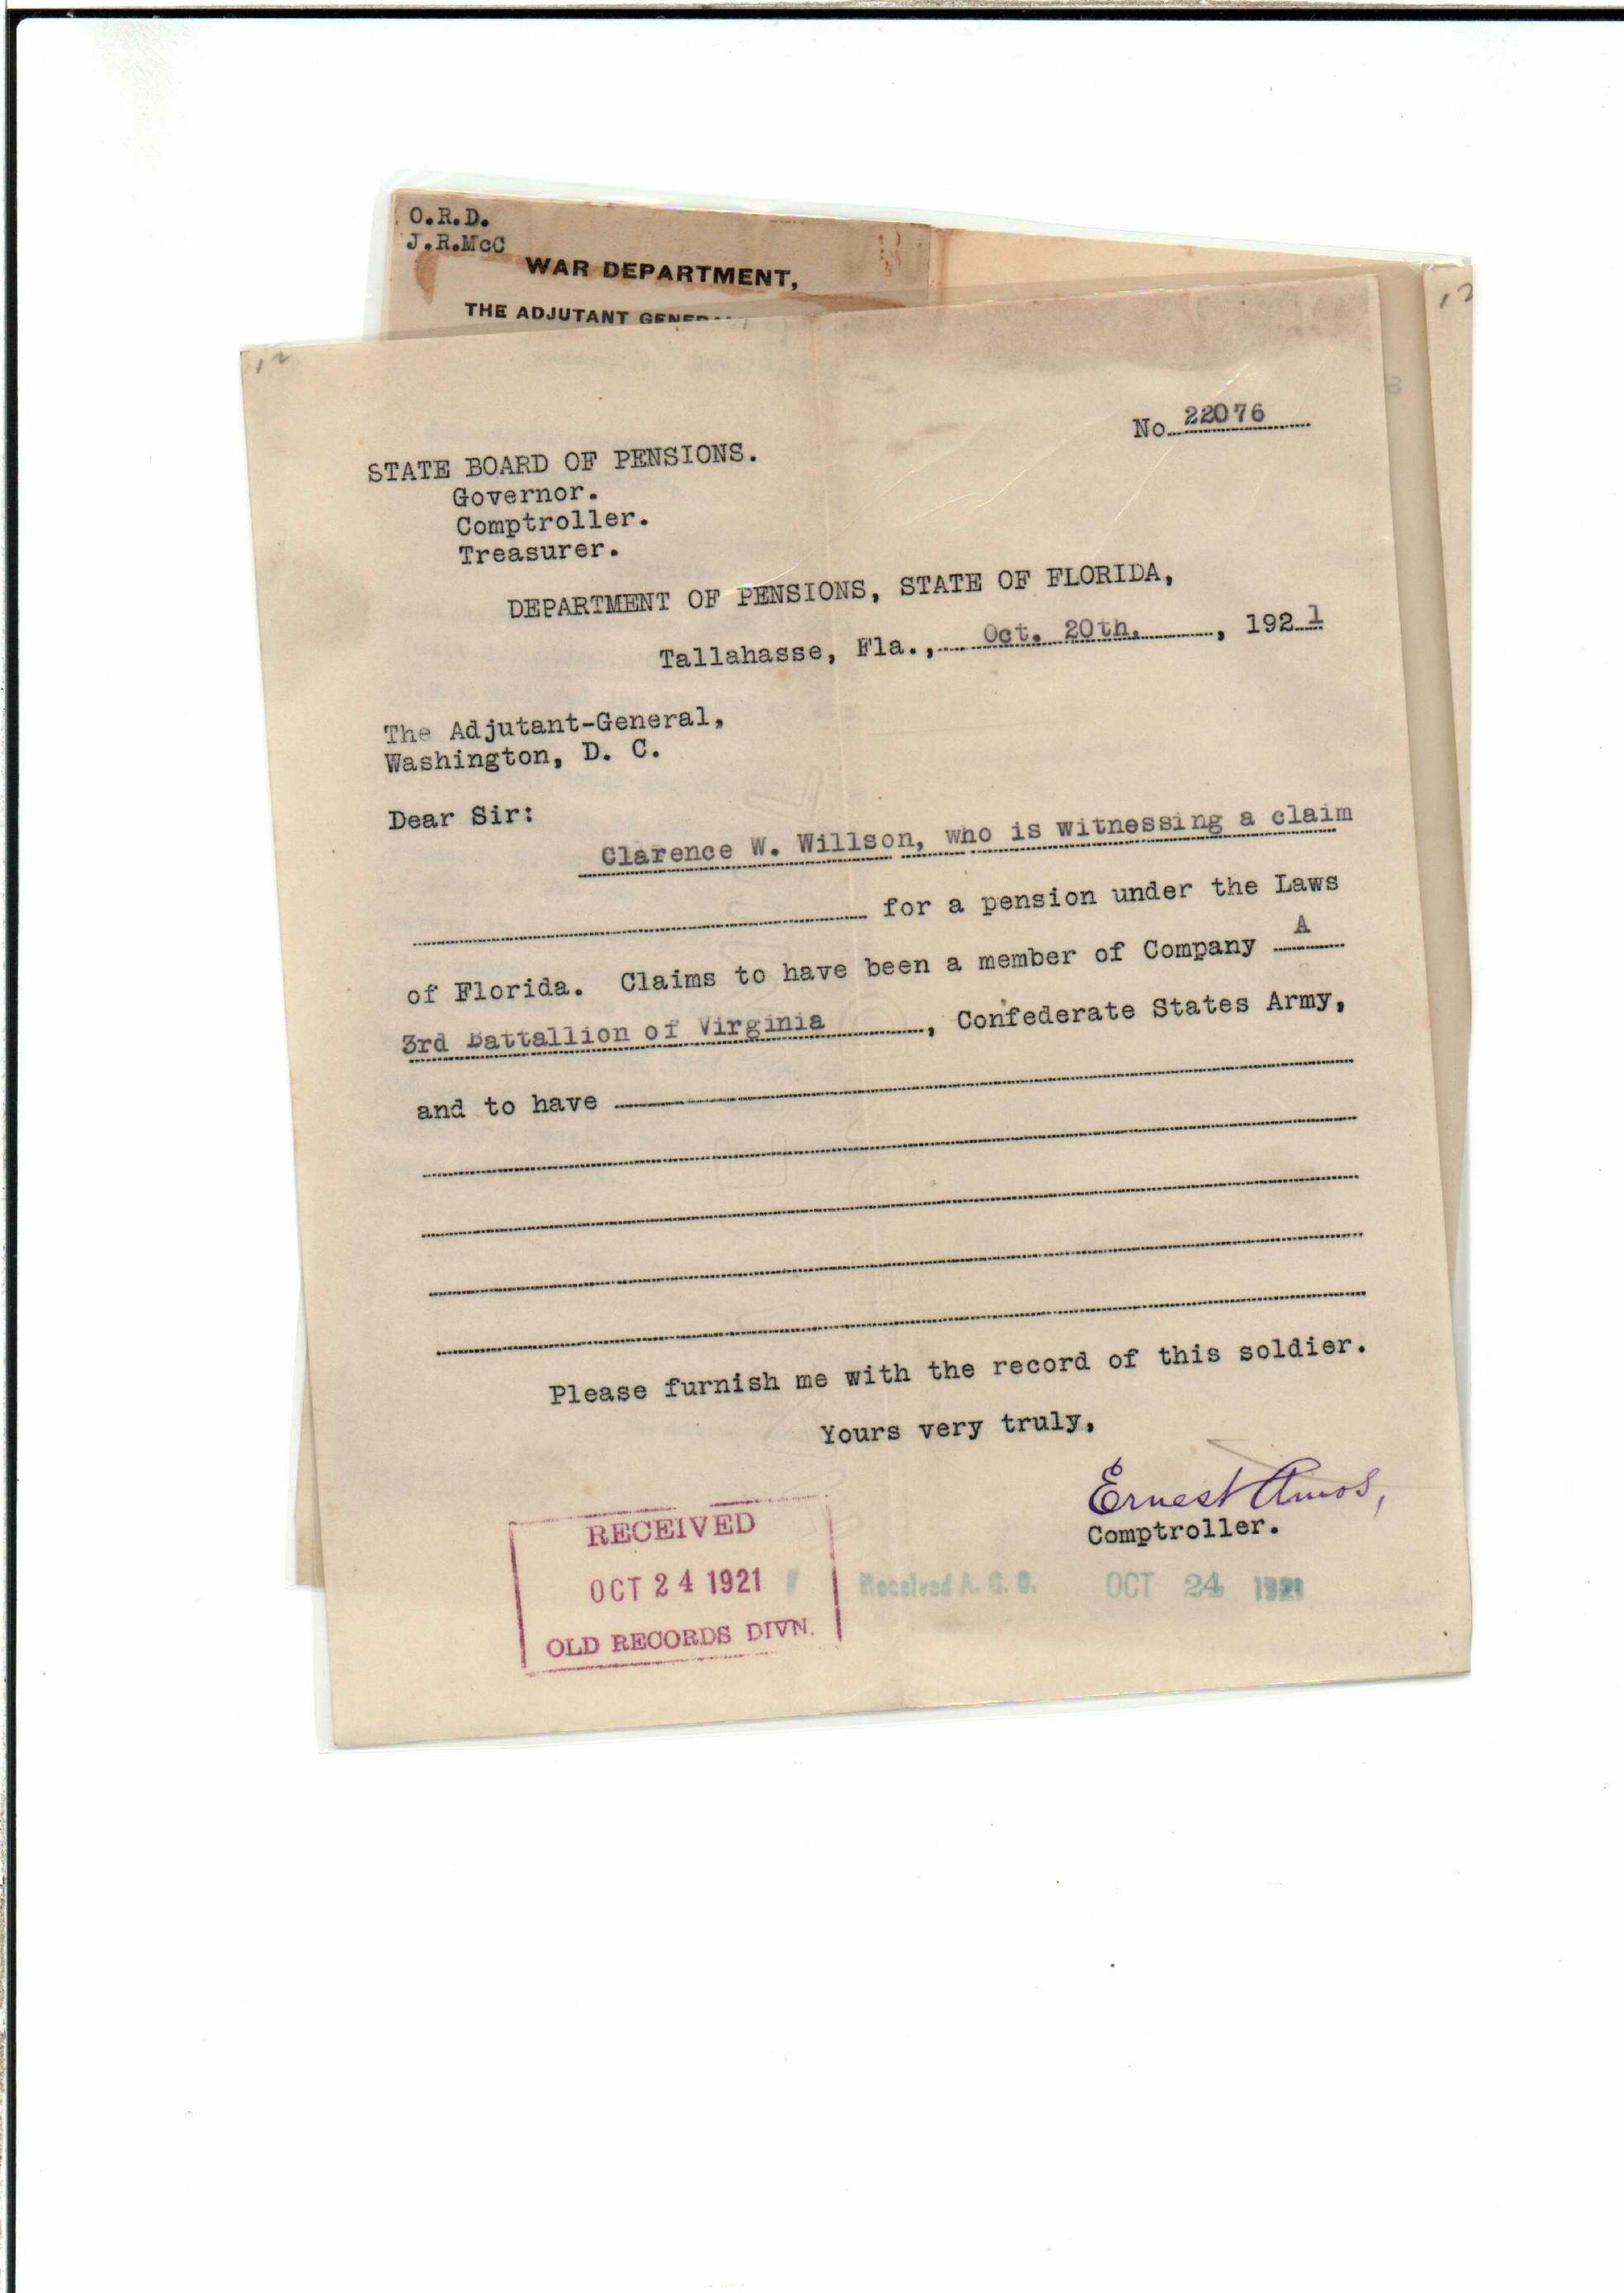 O.R.D.
J.R.McC
WAR DEPARTMENT,
THE ADJUTANT
12
12
No 22076
STATE BOARD OF PENSIONS.
Governor.
Comptroller.
Treasurer.
DEPARTMENT OF PENSIONS, STATE OF FLORIDA,
Tallahasse, Fla., Oct. 20th. , 1921
The Adjutant-General,
Washington, D. C.
Dear Sir:
Clarence W. Willson, who is witnessing a claim
for a pension under the Laws
of Florida. Claims to have been a member of Company A
3rd Battallion of Virginia , Confederate States Army,
and to have
Please furnish me with the record of this soldier.
Yours very truly,
Ernest Amos,
Comptroller.
RECEIVED
OCT 24 1921
OLD RECORDS DIVN.
Received A. G. O. OCT 24 1921